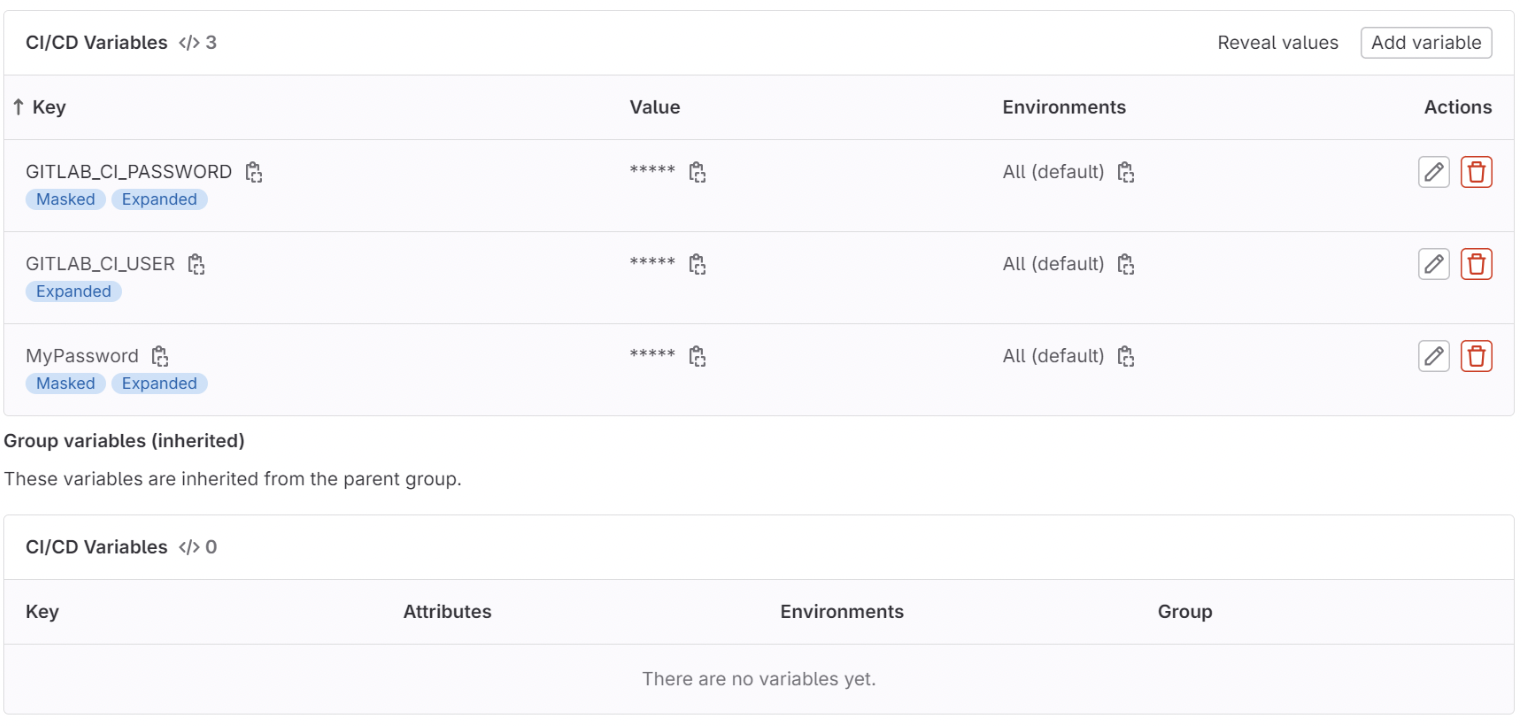 CI/CD Variables </> 3 Reveal values Add variable
↑ Key Value Environments Actions
GITLAB_CI_PASSWORD ***** All (default)
Masked Expanded
GITLAB_CI_USER ***** All (default)
Expanded
MyPassword ***** All (default)
Masked Expanded
Group variables (inherited)
These variables are inherited from the parent group.
CI/CD Variables </> 0
Key Attributes Environments Group
There are no variables yet.